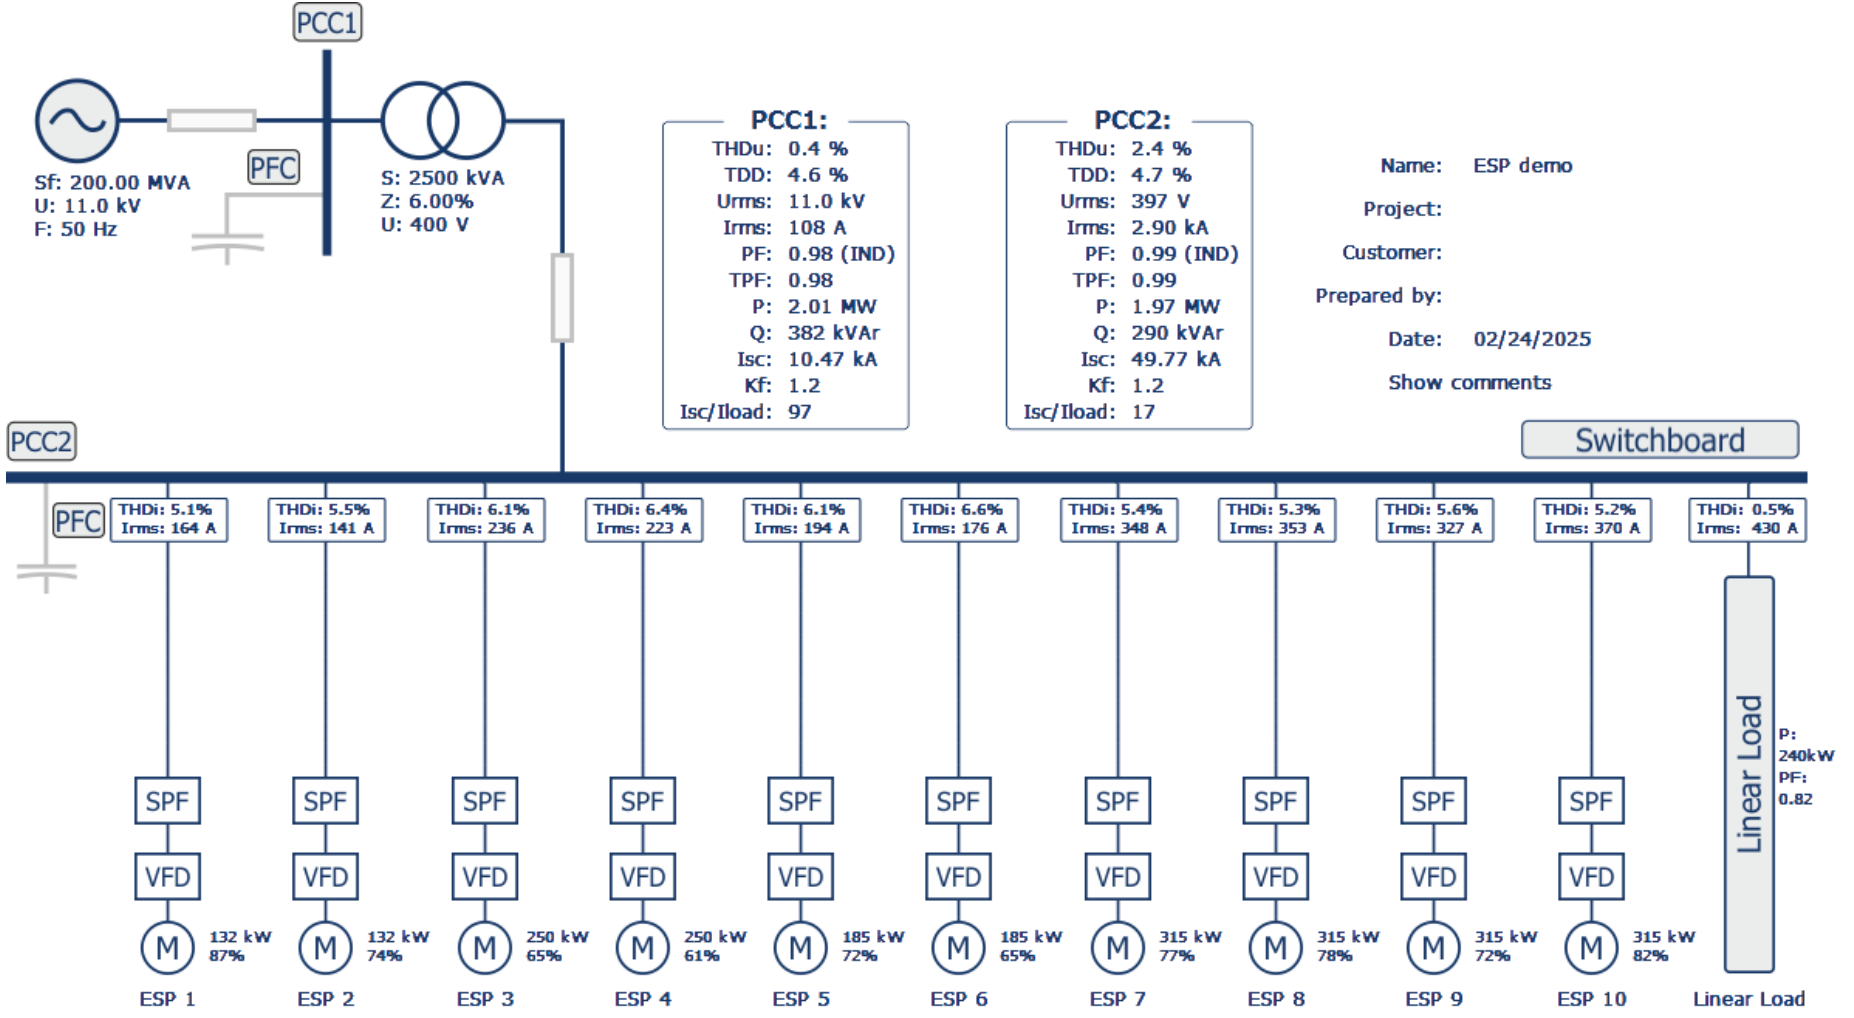 PCC1
Sf: 200.00 MVA
U: 11.0 kV
F: 50 Hz
PFC
S: 2500 kVA
Z: 6.00%
U: 400 V
PCC1:
THDu: 0.4 %
TDD: 4.6 %
Urms: 11.0 kV
Irms: 108 A
PF: 0.98 (IND)
TPF: 0.98
P: 2.01 MW
Q: 382 kVAr
Isc: 10.47 kA
Kf: 1.2
Isc/Iload: 97
PCC2:
THDu: 2.4 %
TDD: 4.7 %
Urms: 397 V
Irms: 2.90 kA
PF: 0.99 (IND)
TPF: 0.99
P: 1.97 MW
Q: 290 kVAr
Isc: 49.77 kA
Kf: 1.2
Isc/Iload: 17
Name: ESP demo
Project:
Customer:
Prepared by:
Date: 02/24/2025
Show comments
PCC2
Switchboard
PFC
THDi: 5.1%
Irms: 164 A
THDi: 5.5%
Irms: 141 A
THDi: 6.1%
Irms: 236 A
THDi: 6.4%
Irms: 223 A
THDi: 6.1%
Irms: 194 A
THDi: 6.6%
Irms: 176 A
THDi: 5.4%
Irms: 348 A
THDi: 5.3%
Irms: 353 A
THDi: 5.6%
Irms: 327 A
THDi: 5.2%
Irms: 370 A
THDi: 0.5%
Irms: 430 A
SPF
VFD
M
132 kW
87%
ESP 1
SPF
VFD
M
132 kW
74%
ESP 2
SPF
VFD
M
250 kW
65%
ESP 3
SPF
VFD
M
250 kW
61%
ESP 4
SPF
VFD
M
185 kW
72%
ESP 5
SPF
VFD
M
185 kW
65%
ESP 6
SPF
VFD
M
315 kW
77%
ESP 7
SPF
VFD
M
315 kW
78%
ESP 8
SPF
VFD
M
315 kW
72%
ESP 9
SPF
VFD
M
315 kW
82%
ESP 10
Linear Load
P:
240kW
PF:
0.82
Linear Load